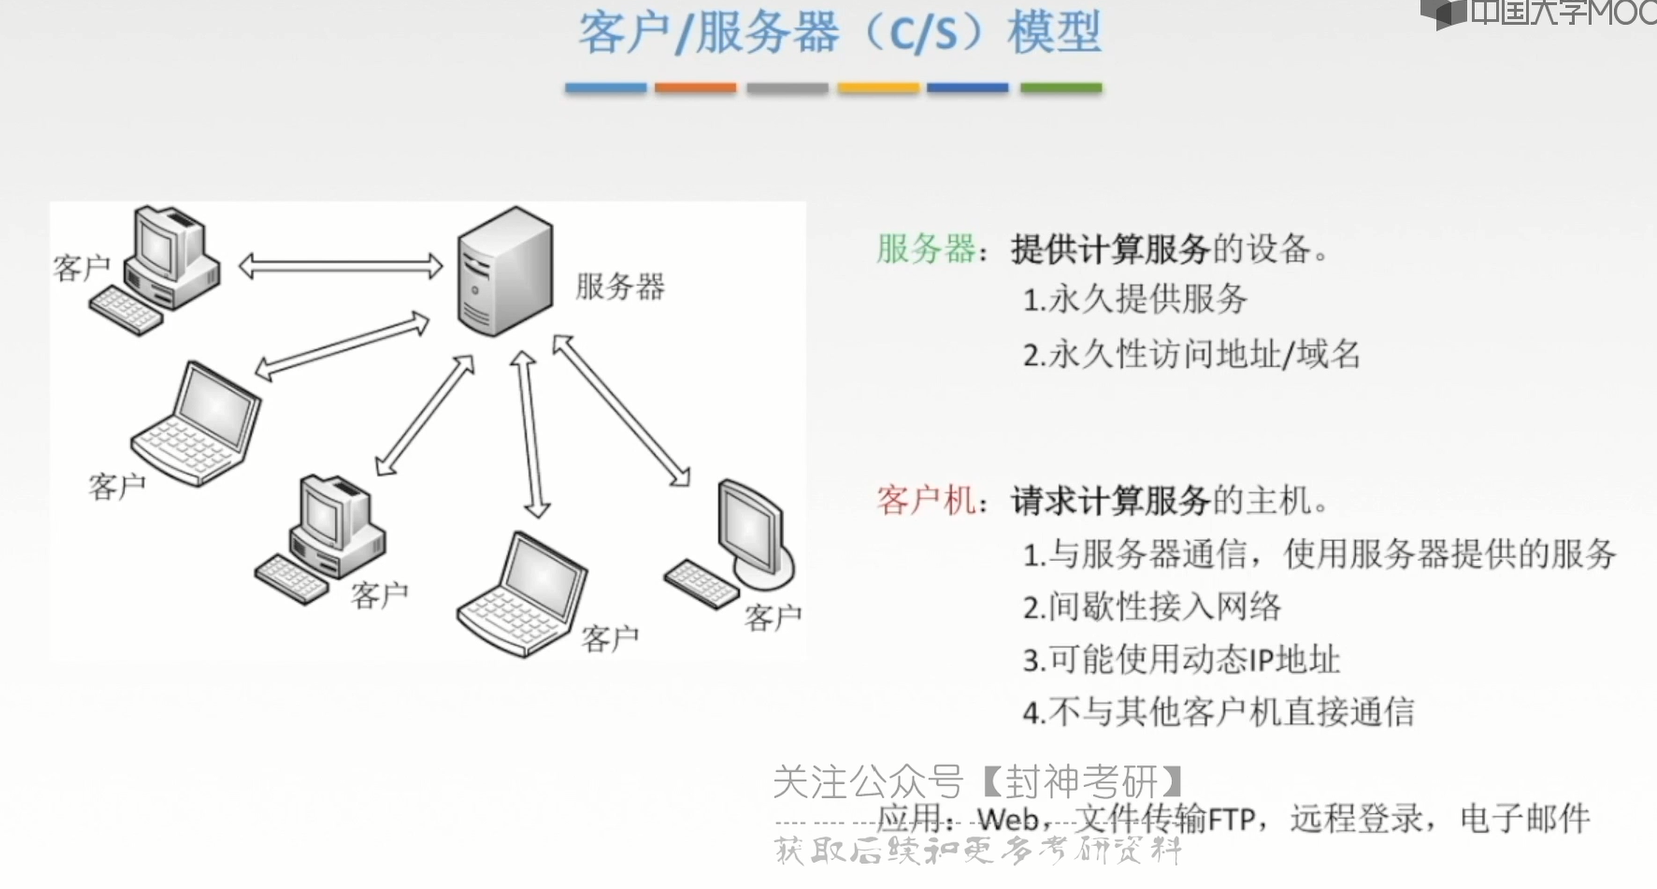 客户/服务器（C/S）模型
中国大学MOO
客户
服务器
客户
客户
客户
客户
服务器：提供计算服务的设备。
1.永久提供服务
2.永久性访问地址/域名
客户机：请求计算服务的主机。
1.与服务器通信，使用服务器提供的服务
2.间歇性接入网络
3.可能使用动态IP地址
4.不与其他客户机直接通信
关注公众号【封神考研】
应用：Web，文件传输FTP，远程登录，电子邮件
获取后续和更多考研资料